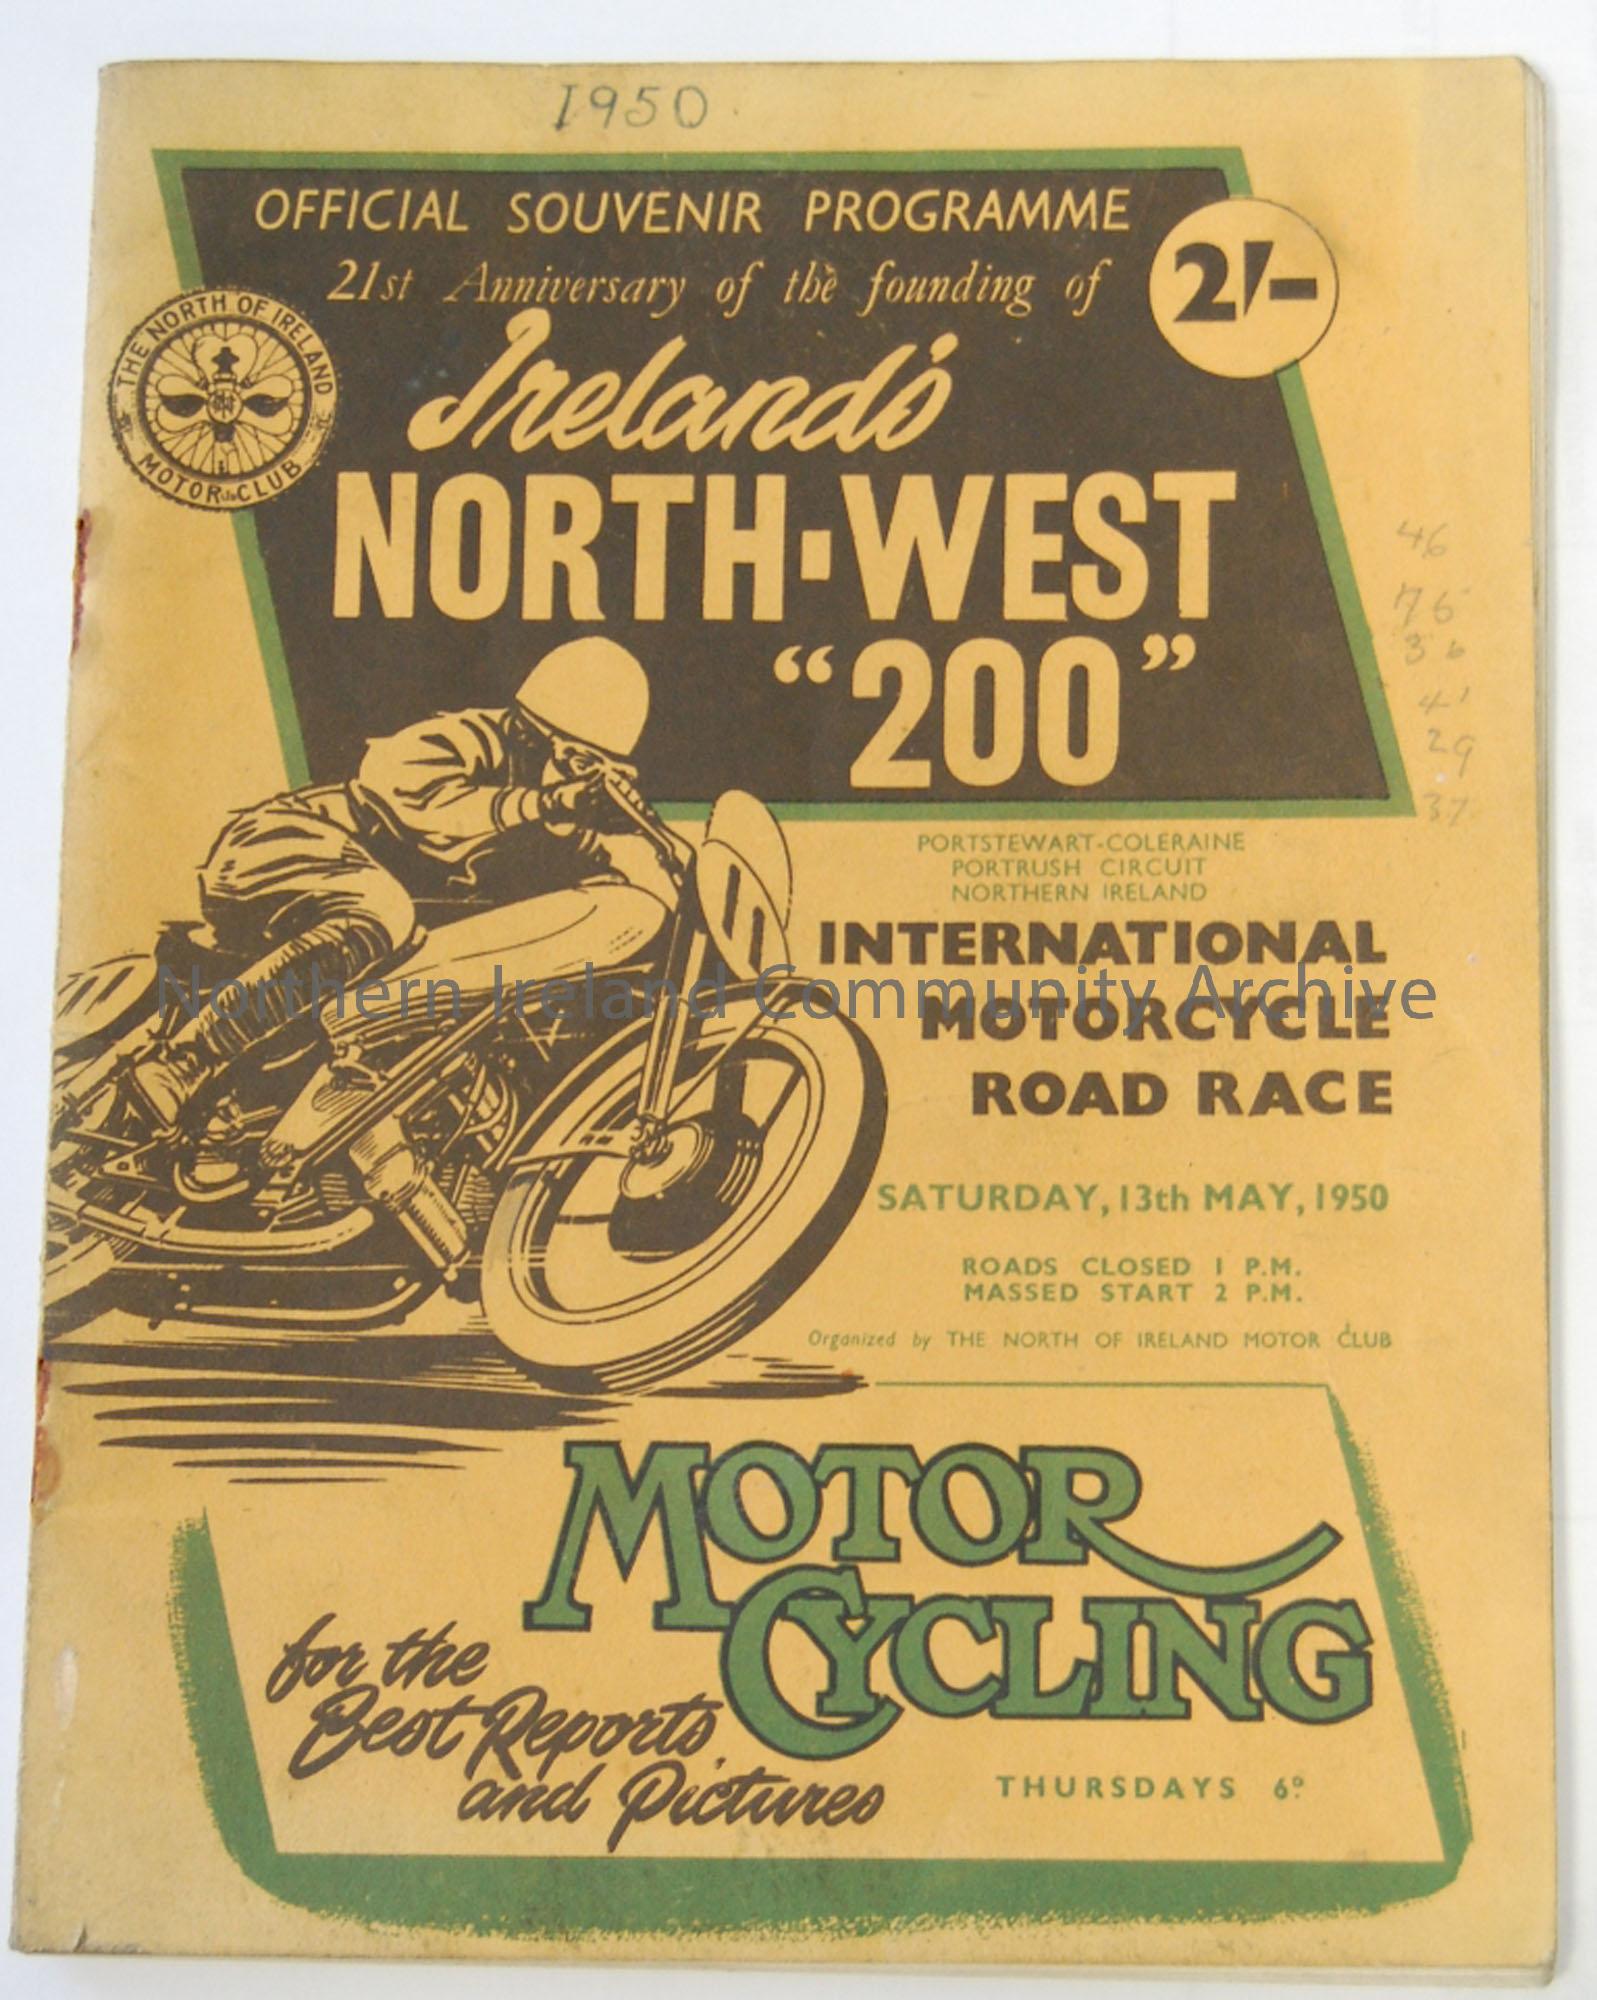 1950
OFFICIAL SOUVENIR PROGRAMME
21st Anniversary of the founding of
2/-
Ireland's
NORTH-WEST
"200"
THE NORTH OF IRELAND
MOTOR CLUB
46
76
36
41
29
37
PORTSTEWART-COLERAINE
PORTRUSH CIRCUIT
NORTHERN IRELAND
INTERNATIONAL
MOTORCYCLE
ROAD RACE
Northern Ireland Community Archive
SATURDAY, 13th MAY, 1950
ROADS CLOSED 1 P.M.
MASSED START 2 P.M.
Organized by THE NORTH OF IRELAND MOTOR CLUB
MOTOR
CYCLING
for the
Best Reports
and Pictures
THURSDAYS 6D.